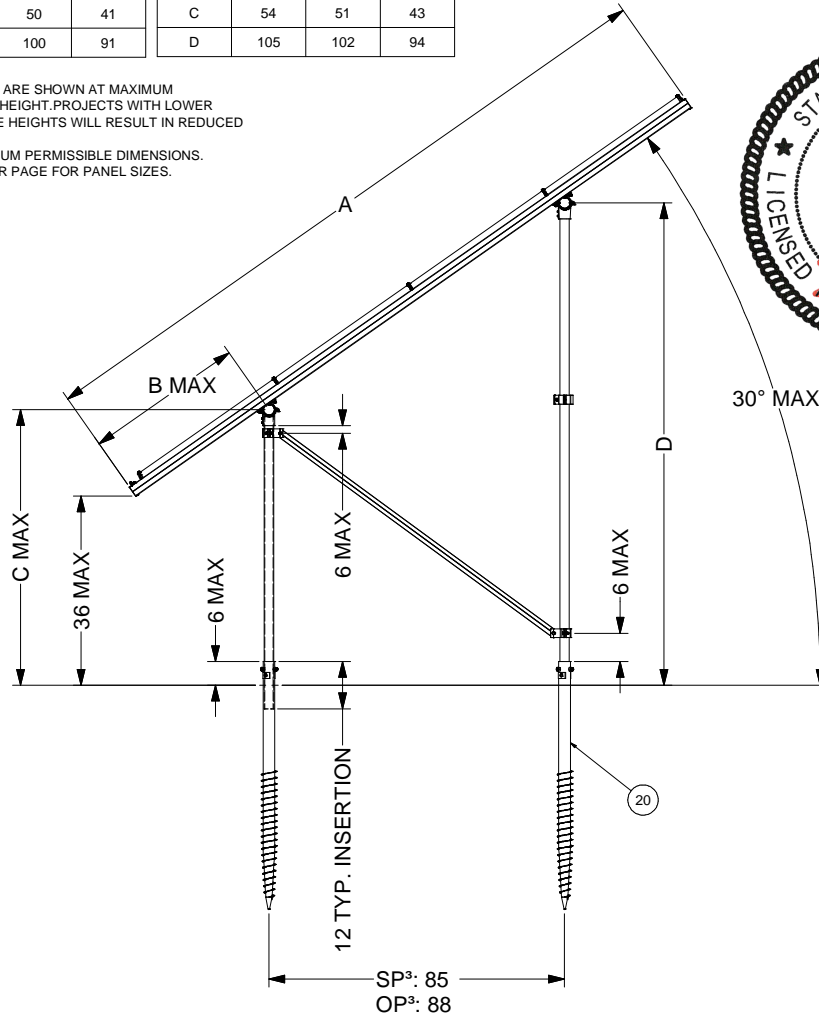 50 41
100 91
C 54 51 43
D 105 102 94
ARE SHOWN AT MAXIMUM
HEIGHT.PROJECTS WITH LOWER
HEIGHTS WILL RESULT IN REDUCED
PERMISSIBLE DIMENSIONS.
PAGE FOR PANEL SIZES.
A
STA
LICENSED
B MAX
30° MAX
C MAX
36 MAX
6 MAX
6 MAX
D
6 MAX
12 TYP. INSERTION
20
SP³: 85
OP³: 88